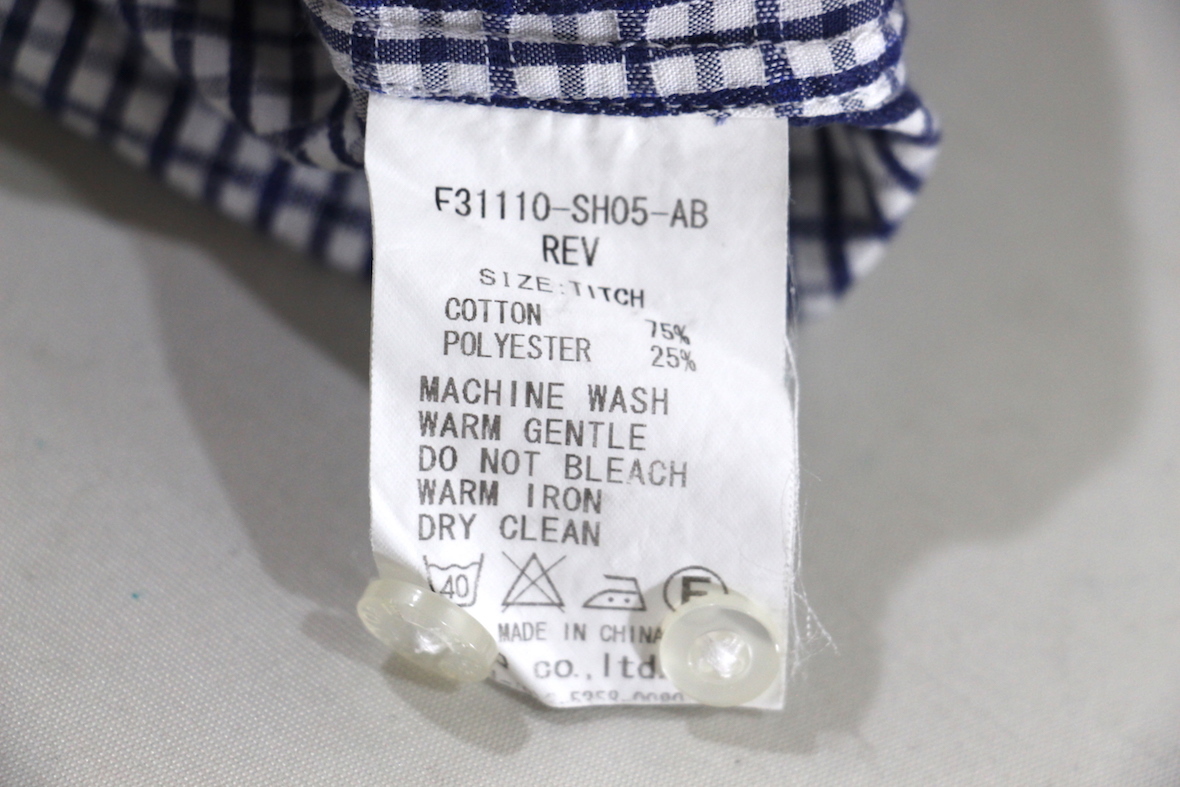 F31110-SH05-AB
REV
SIZE:TITCH
COTTON 75%
POLYESTER 25%
MACHINE WASH
WARM GENTLE
DO NOT BLEACH
WARM IRON
DRY CLEAN
40 F
MADE IN CHINA
co.,ltd.